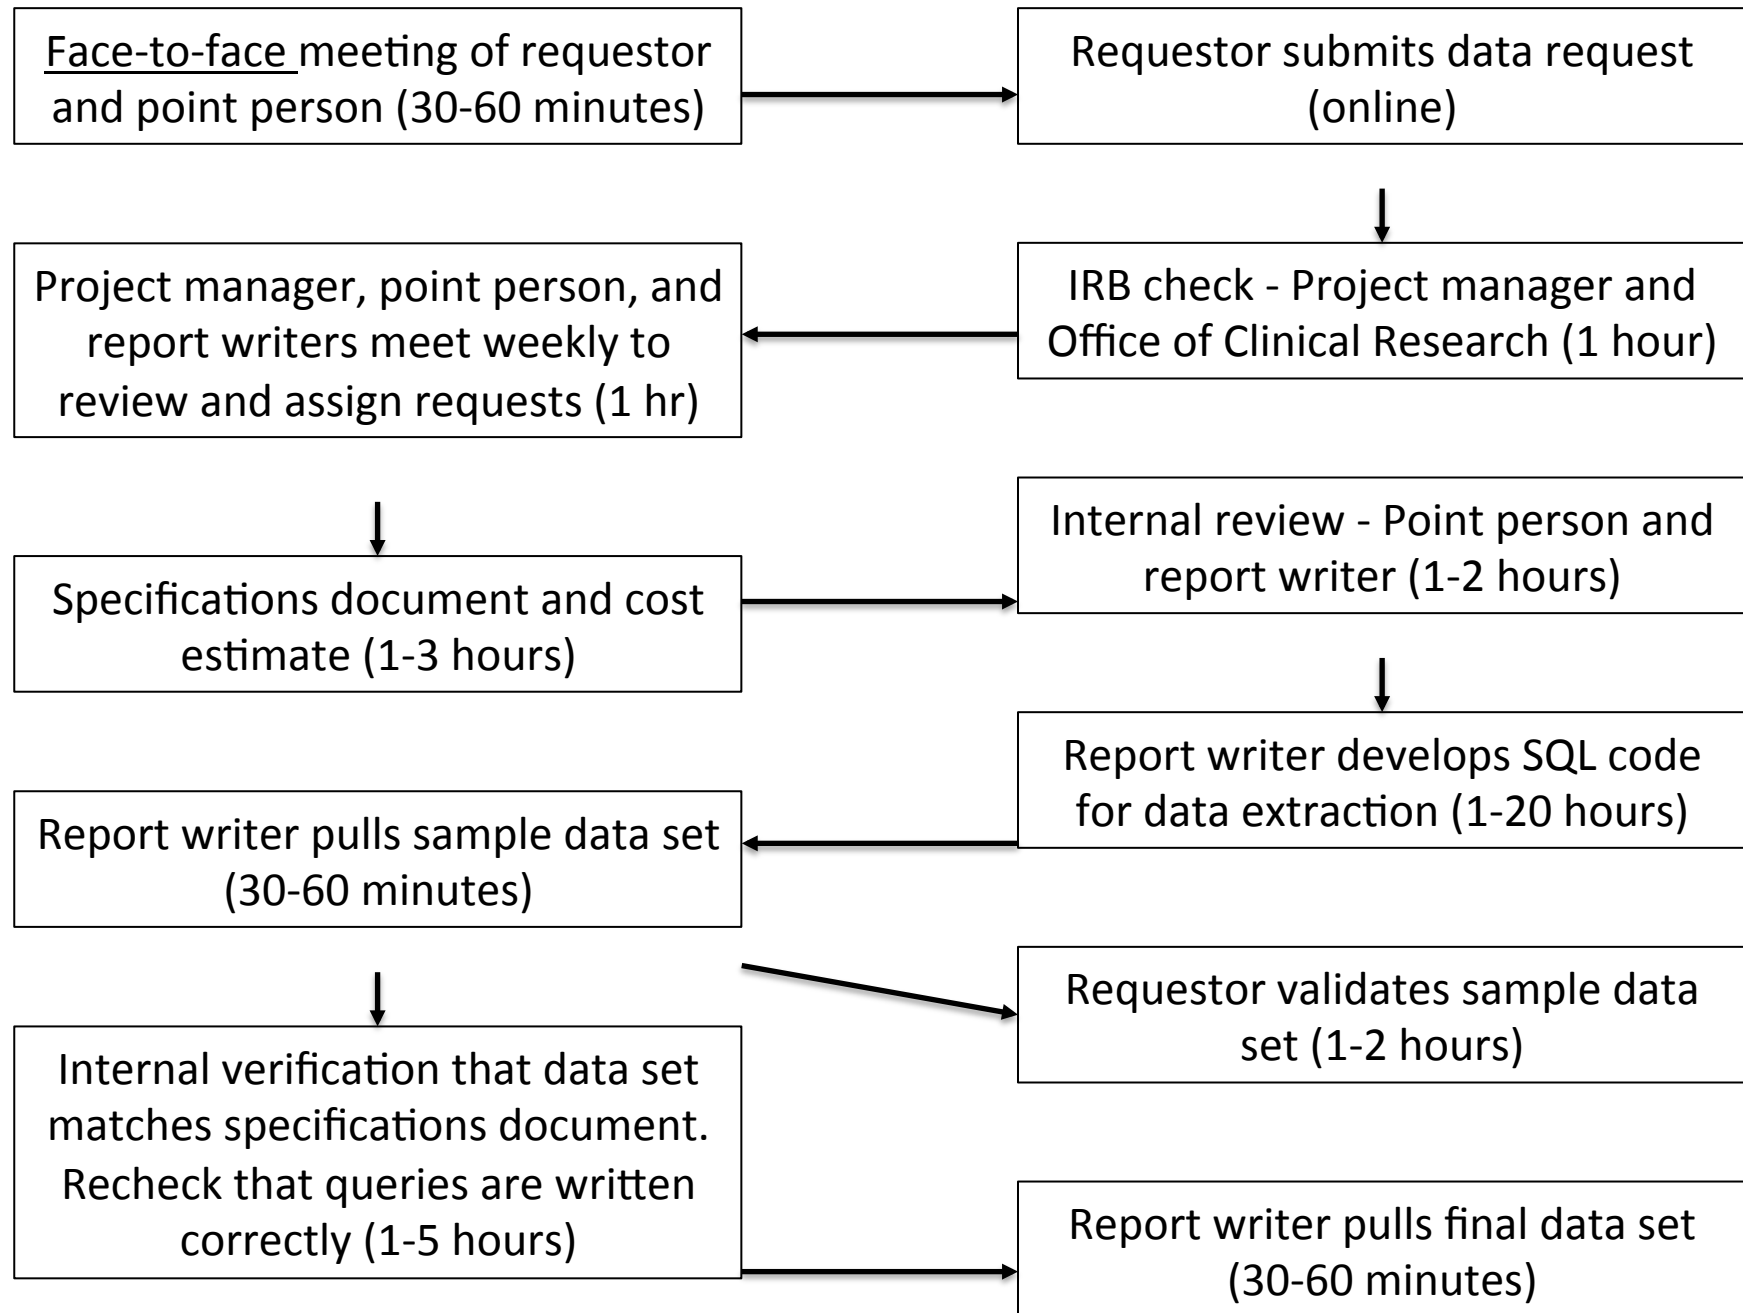 Face-to-face meeting of requestor
and point person (30-60 minutes)
Requestor submits data request
(online)
IRB check - Project manager and
Office of Clinical Research (1 hour)
Project manager, point person, and
report writers meet weekly to
review and assign requests (1 hr)
Specifications document and cost
estimate (1-3 hours)
Internal review - Point person and
report writer (1-2 hours)
Report writer develops SQL code
for data extraction (1-20 hours)
Report writer pulls sample data set
(30-60 minutes)
Requestor validates sample data
set (1-2 hours)
Internal verification that data set
matches specifications document.
Recheck that queries are written
correctly (1-5 hours)
Report writer pulls final data set
(30-60 minutes)